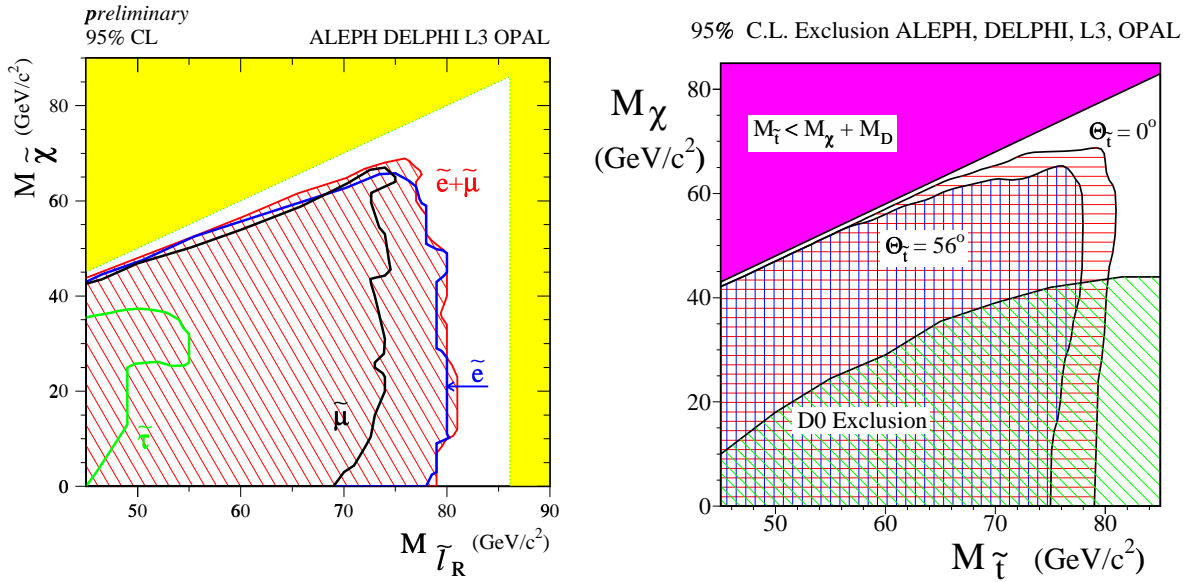 preliminary
95% CL
ALEPH DELPHI L3 OPAL
M χ̃ (GeV/c²)
80
60
40
20
0
50
60
70
80
90
ẽ+μ̃
ẽ
μ̃
τ̃
M l̃R (GeV/c²)
95% C.L. Exclusion ALEPH, DELPHI, L3, OPAL
Mχ
(GeV/c²)
80
60
40
20
0
50
60
70
80
Mt̃ < Mχ + MD
Θt̃ = 0°
Θt̃ = 56°
D0 Exclusion
Mt̃ (GeV/c²)